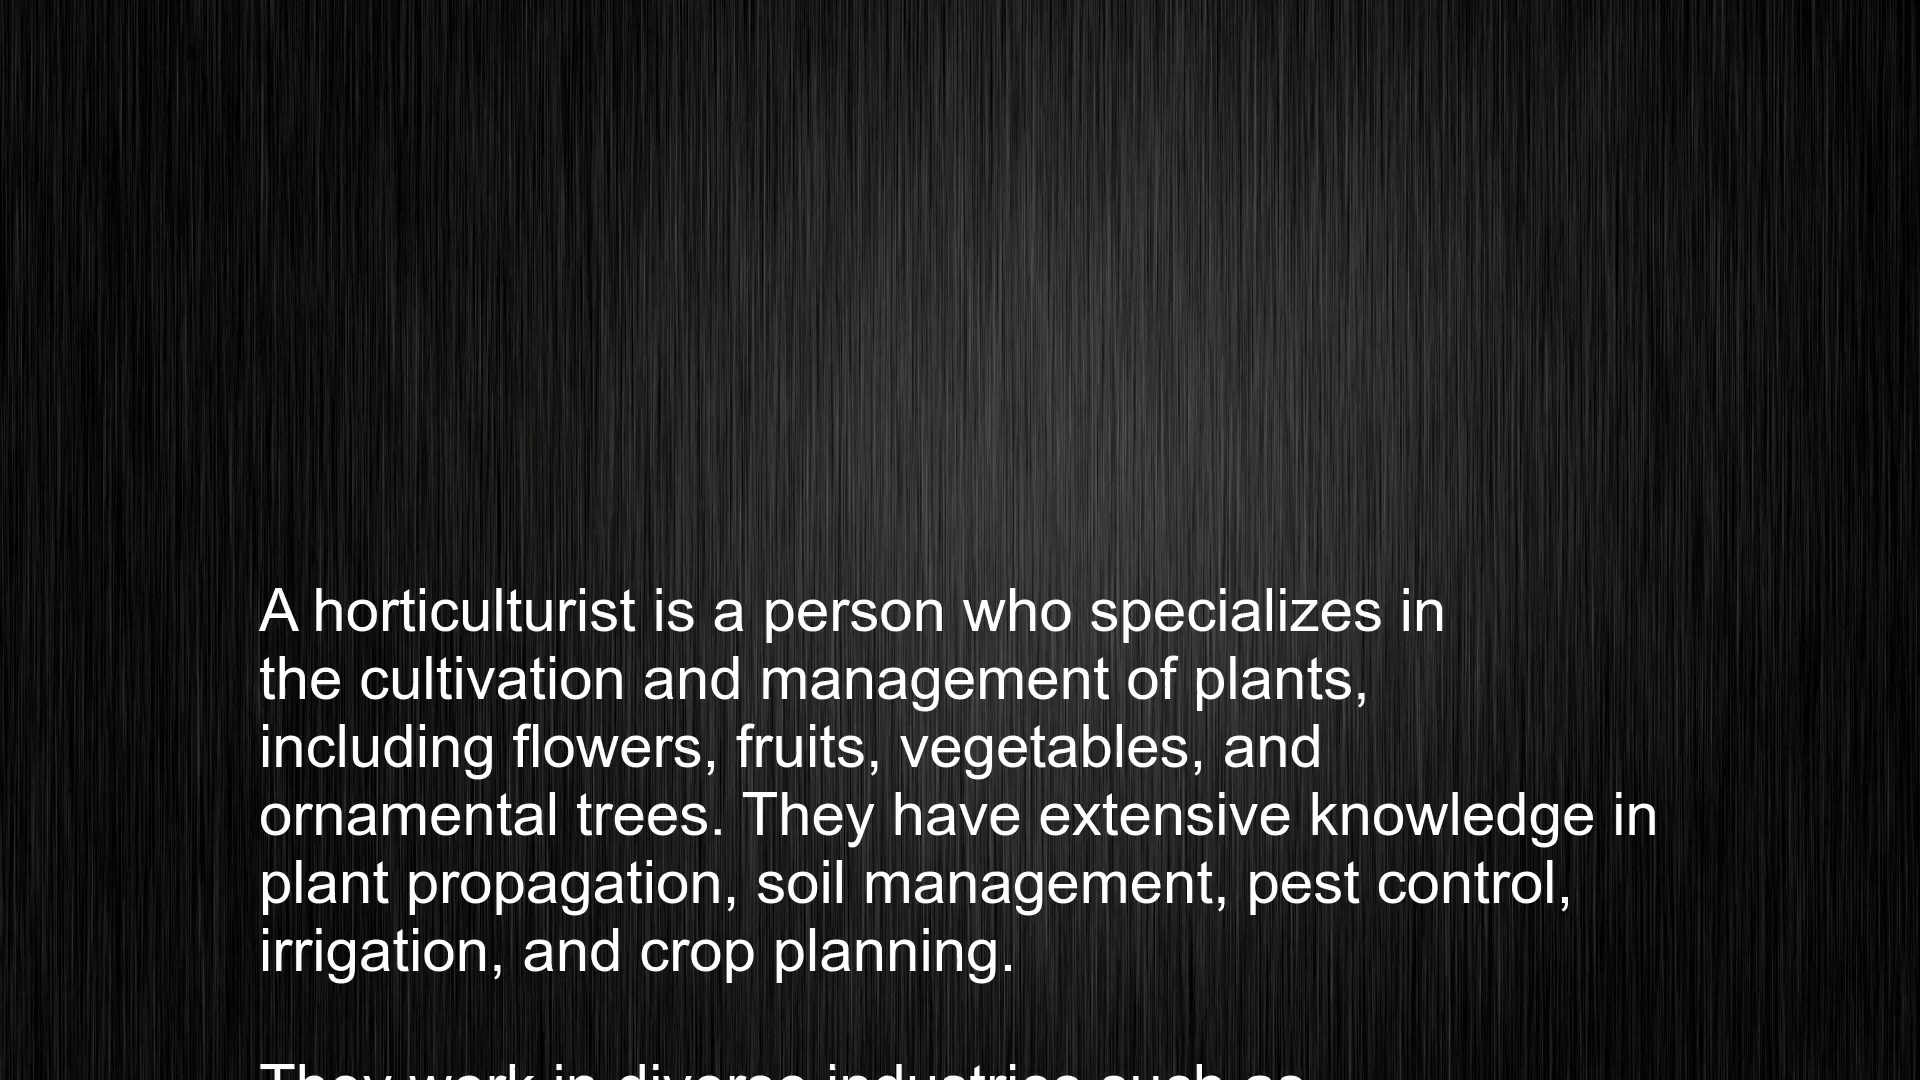 A horticulturist is a person who specializes in
the cultivation and management of plants,
including flowers, fruits, vegetables, and
ornamental trees. They have extensive knowledge in
plant propagation, soil management, pest control,
irrigation, and crop planning.
They work in diverse industries such as